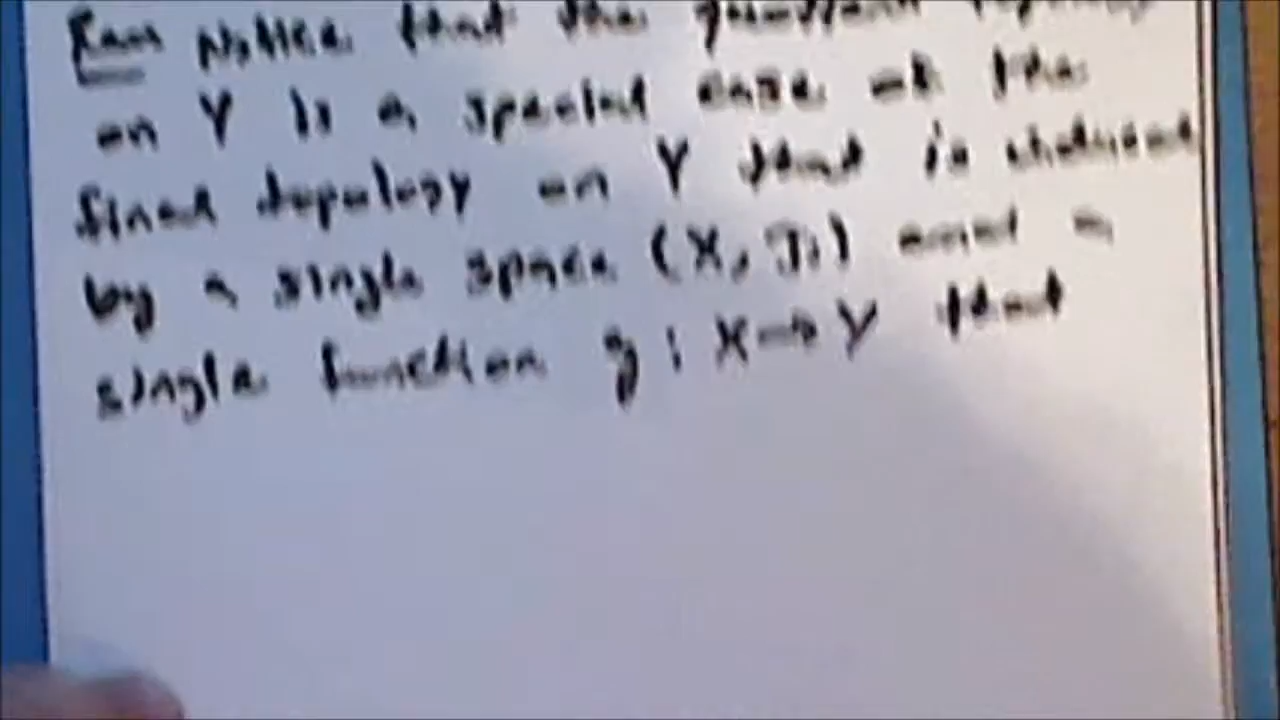 Rem Notice that the quotient topology
on Y is a special case of the
final topology on Y that is induced
by a single space (X, J₁) and a
single function g : X → Y that